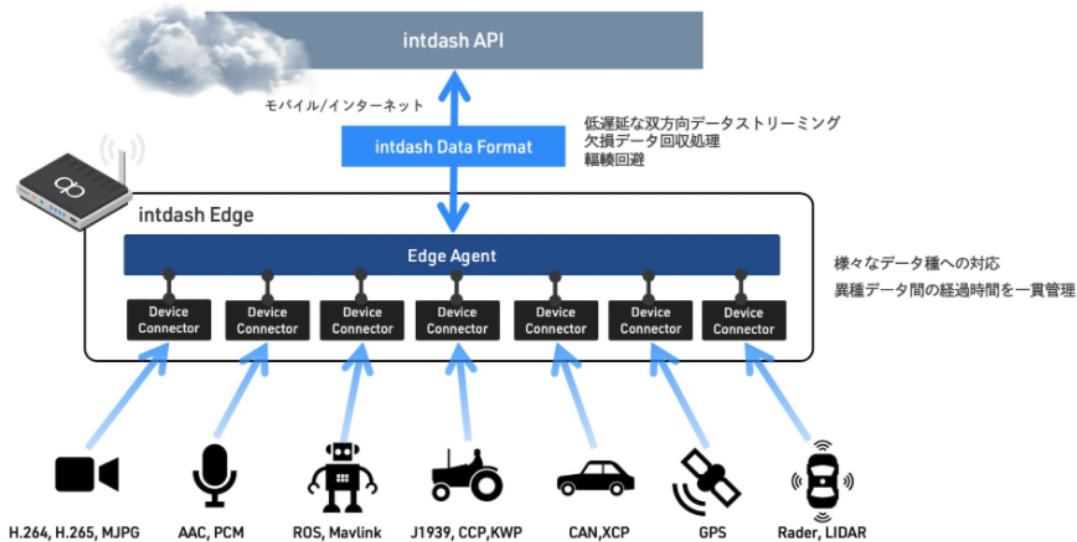 intdash API
モバイル/インターネット
intdash Data Format
低遅延な双方向データストリーミング
欠損データ回収処理
輻輳回避
intdash Edge
Edge Agent
様々なデータ種への対応
異種データ間の経過時間を一貫管理
Device Connector
Device Connector
Device Connector
Device Connector
Device Connector
Device Connector
Device Connector
H.264, H.265, MJPG
AAC, PCM
ROS, Mavlink
J1939, CCP,KWP
CAN,XCP
GPS
Rader, LIDAR